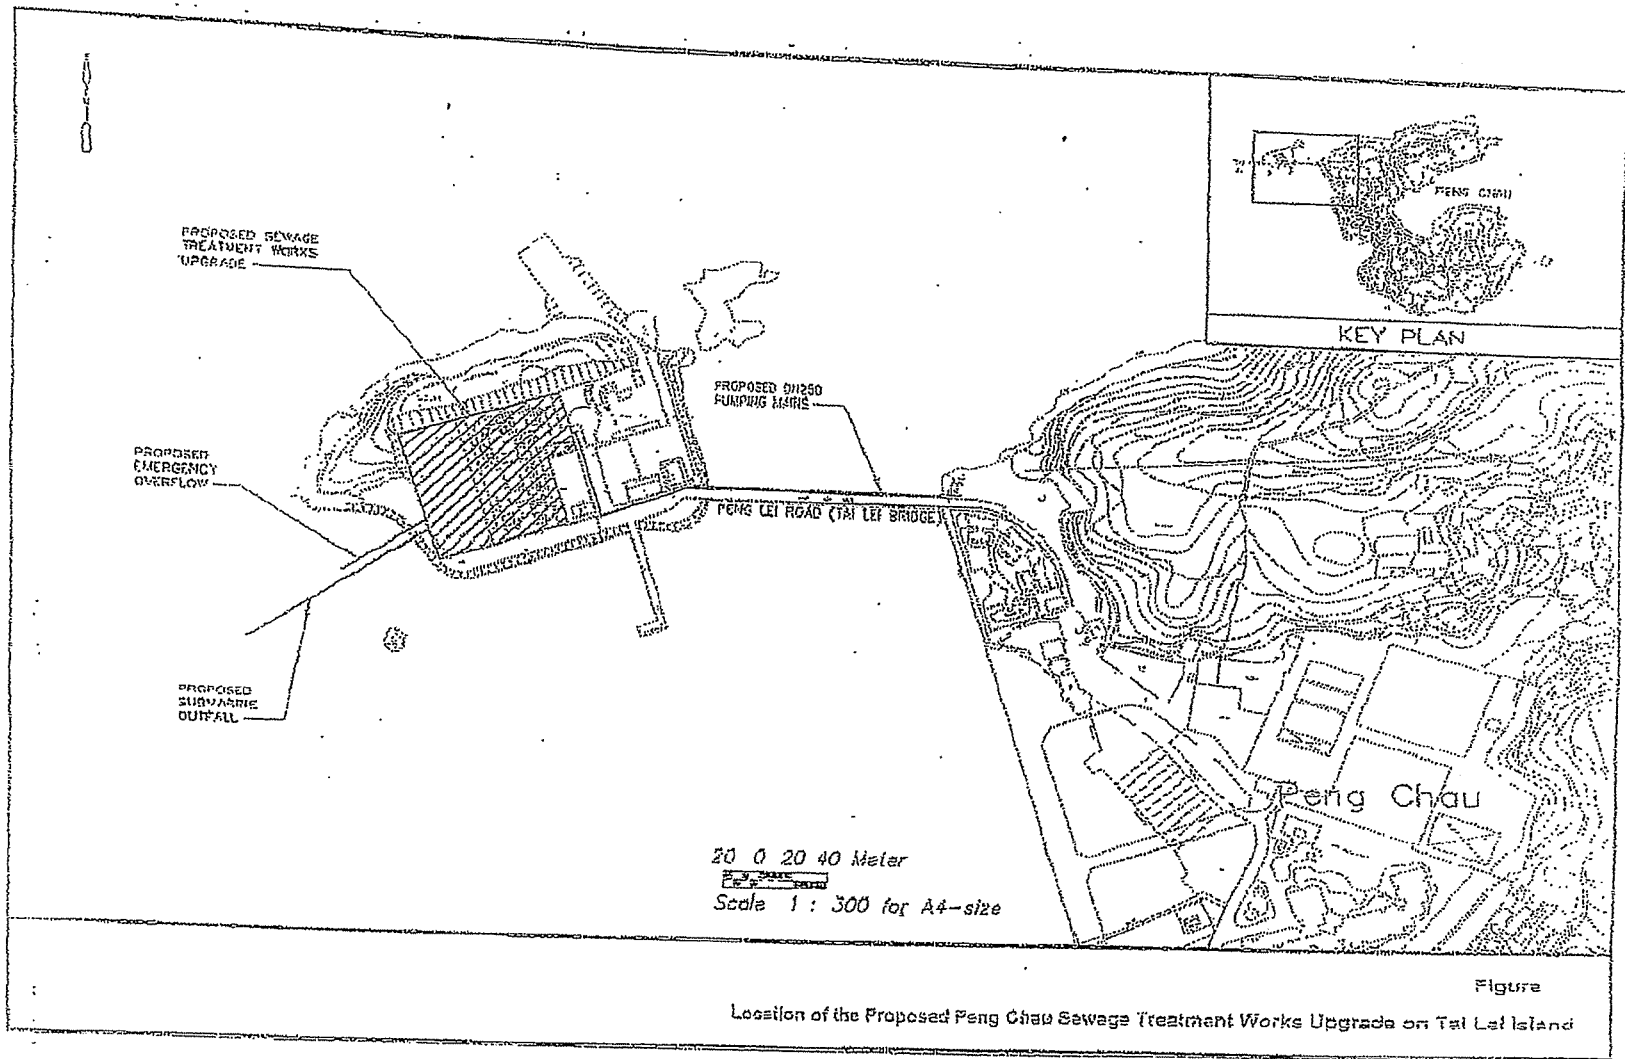 PROPOSED SEWAGE
TREATMENT WORKS
UPGRADE
PENG CHAU
KEY PLAN
PROPOSED DN250
PUMPING MAINS
PROPOSED
EMERGENCY
OVERFLOW
PENG LEI ROAD (TAI LEI BRIDGE)
PROPOSED
SUBMARINE
OUTFALL
Peng Chau
20 0 20 40 Meter
Scale 1 : 300 for A4-size
Figure
Location of the Proposed Peng Chau Sewage Treatment Works Upgrade on Tai Lei Island